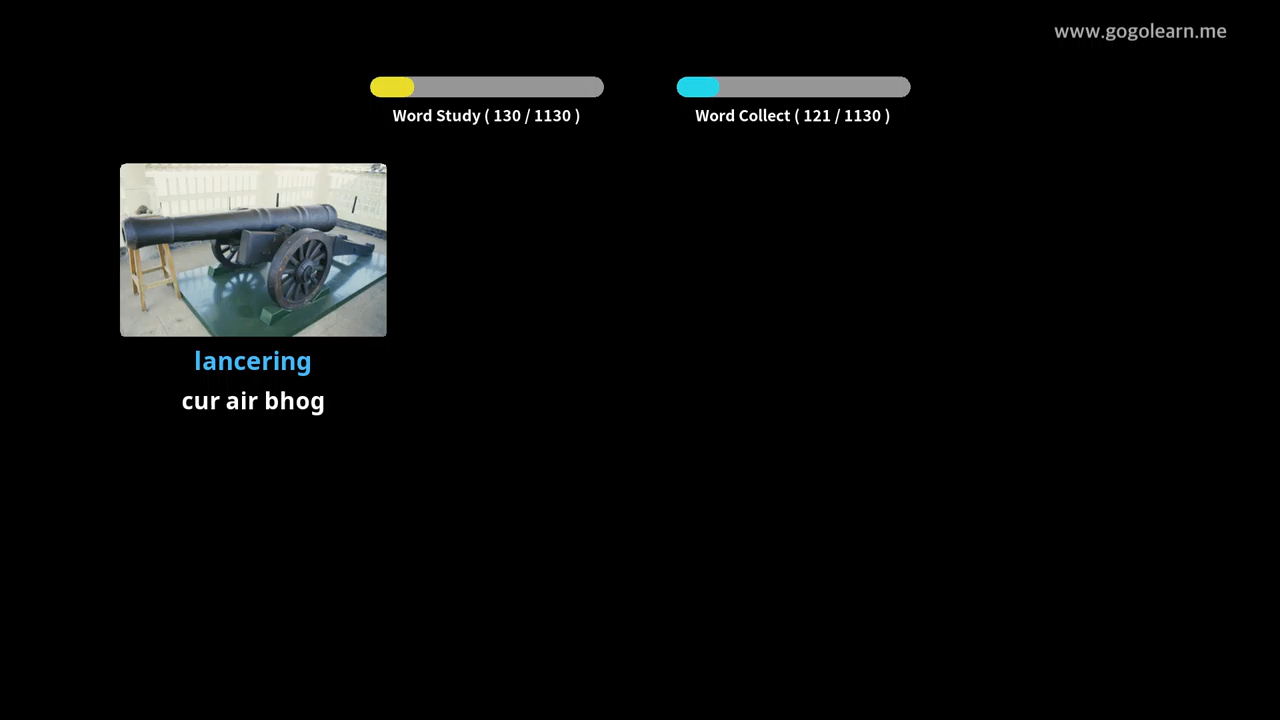 www.gogolearn.me
Word Study ( 130 / 1130 )
Word Collect ( 121 / 1130 )
lancering
cur air bhog